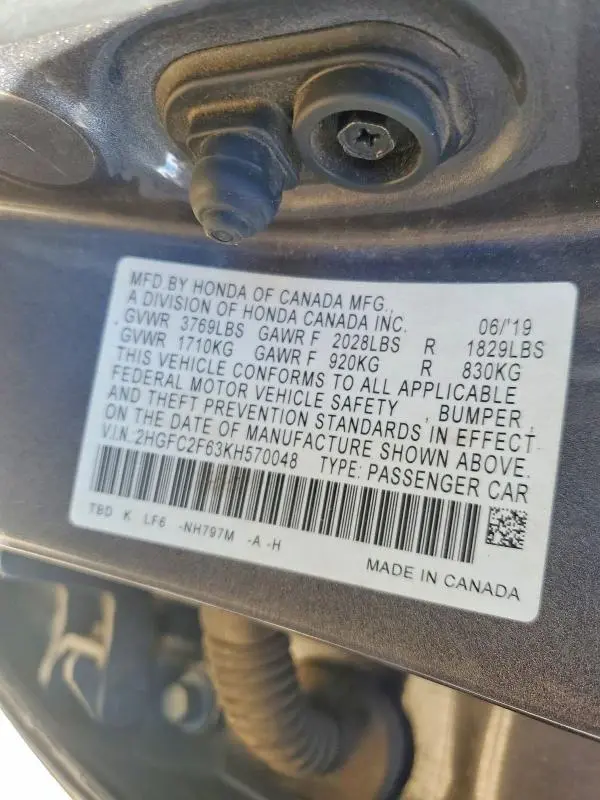 MFD.BY HONDA OF CANADA MFG.,
A DIVISION OF HONDA CANADA INC. 06/'19
GVWR 3769LBS GAWR F 2028LBS R 1829LBS
GVWR 1710KG GAWR F 920KG R 830KG
THIS VEHICLE CONFORMS TO ALL APPLICABLE
FEDERAL MOTOR VEHICLE SAFETY , BUMPER,
AND THEFT PREVENTION STANDARDS IN EFFECT
ON THE DATE OF MANUFACTURE SHOWN ABOVE.
V.I.N.:2HGFC2F63KH570048 TYPE: PASSENGER CAR
TBD K LF6 -NH797M -A -H
MADE IN CANADA